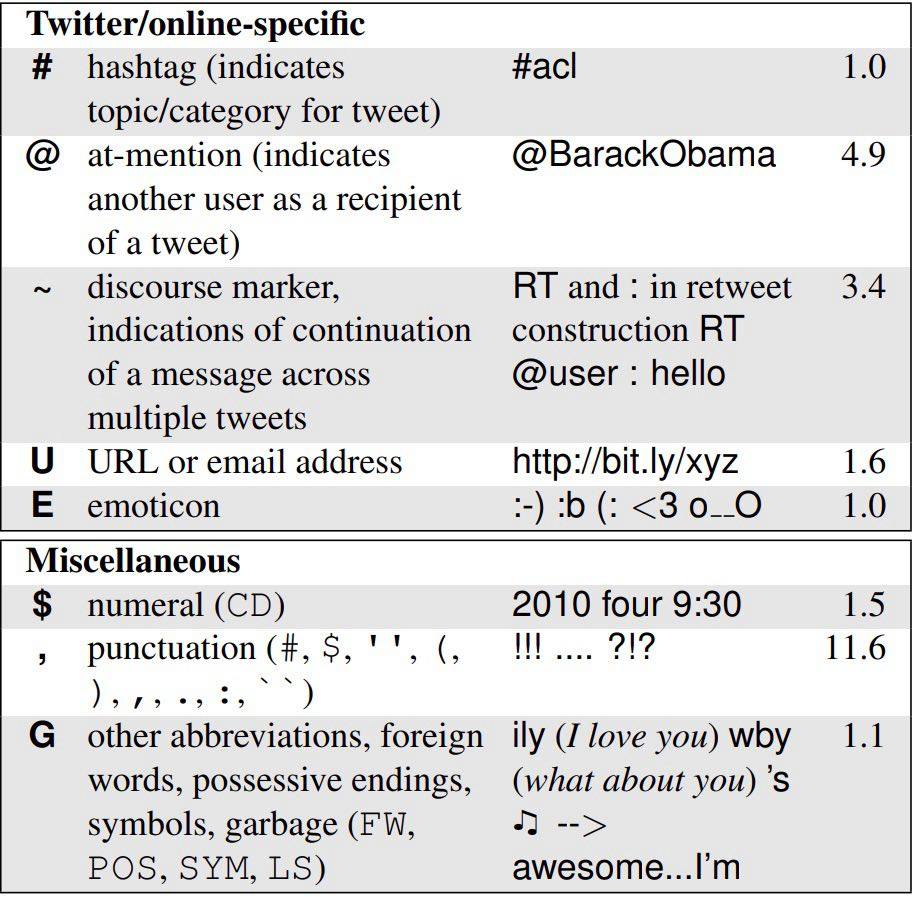 Twitter/online-specific
# hashtag (indicates #acl 1.0
topic/category for tweet)
@ at-mention (indicates @BarackObama 4.9
another user as a recipient
of a tweet)
~ discourse marker, RT and : in retweet 3.4
indications of continuation construction RT
of a message across @user : hello
multiple tweets
U URL or email address http://bit.ly/xyz 1.6
E emoticon :-) :b (: <3 o__O 1.0
Miscellaneous
$ numeral (CD) 2010 four 9:30 1.5
, punctuation (#, $, '', (, !!! .... ?!? 11.6
), ,, ., :, ``)
G other abbreviations, foreign ily (I love you) wby 1.1
words, possessive endings, (what about you) 's
symbols, garbage (FW, ♫ -->
POS, SYM, LS) awesome...I'm